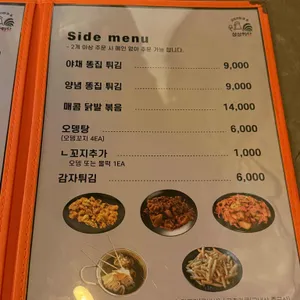 Side menu
- 2개 이상 주문 시 메인 없이 주문 가능 합니다.
야채 똥집 튀김 9,000
양념 똥집 튀김 9,000
매콤 닭발 볶음 14,000
오뎅탕 6,000
(오뎅꼬지 4EA)
ㄴ꼬지추가 1,000
오뎅 또는 물떡 1EA
감자튀김 6,000